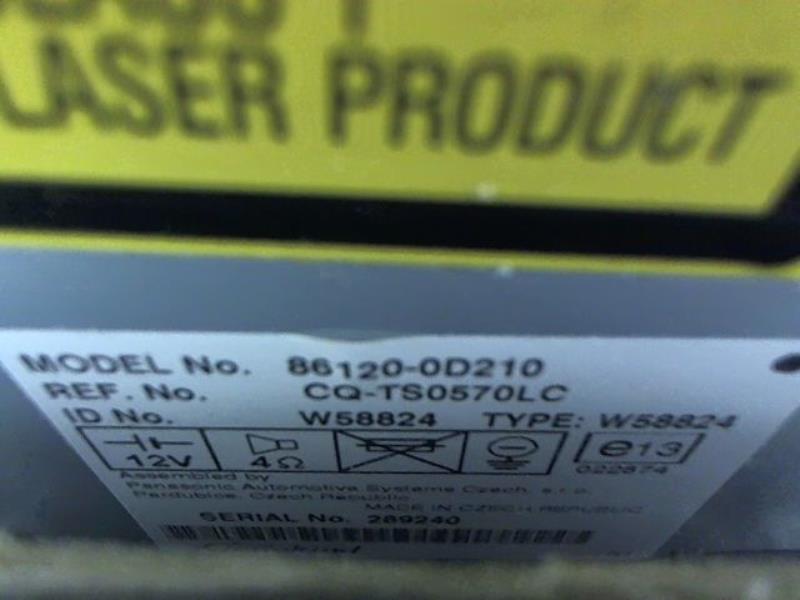 LASER PRODUCT
MODEL No. 86120-0D210
REF. No. CQ-TS0570LC
ID No. W58824 TYPE: W58824
12V 4Ω e13
022874
Assembled by
Panasonic Automotive Systems Czech, s.r.o.
Pardubice, Czech Republic
MADE IN CZECH REPUBLIC
SERIAL No. 289240